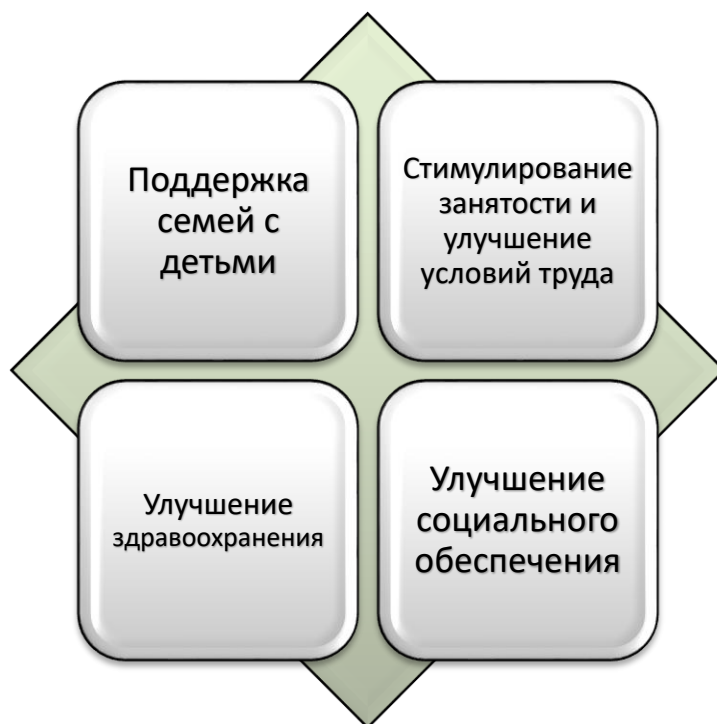 Поддержка
семей с
детьми
Стимулирование
занятости и
улучшение
условий труда
Улучшение
здравоохранения
Улучшение
социального
обеспечения